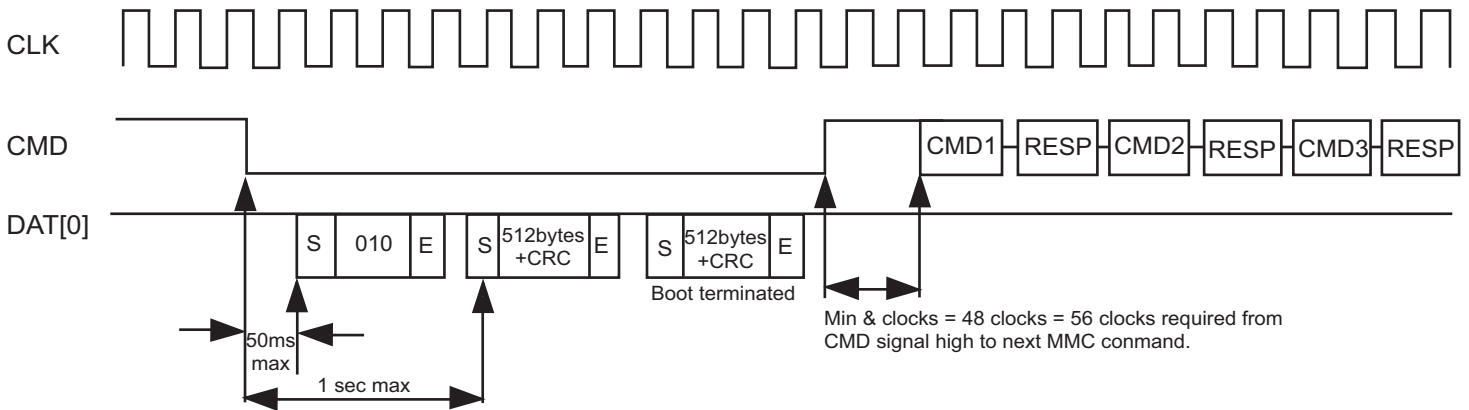 CLK
CMD
CMD1 RESP CMD2 RESP CMD3 RESP
DAT[0]
S 010 E S 512bytes +CRC E S 512bytes +CRC E
Boot terminated
50ms
max
1 sec max
Min & clocks = 48 clocks = 56 clocks required from
CMD signal high to next MMC command.